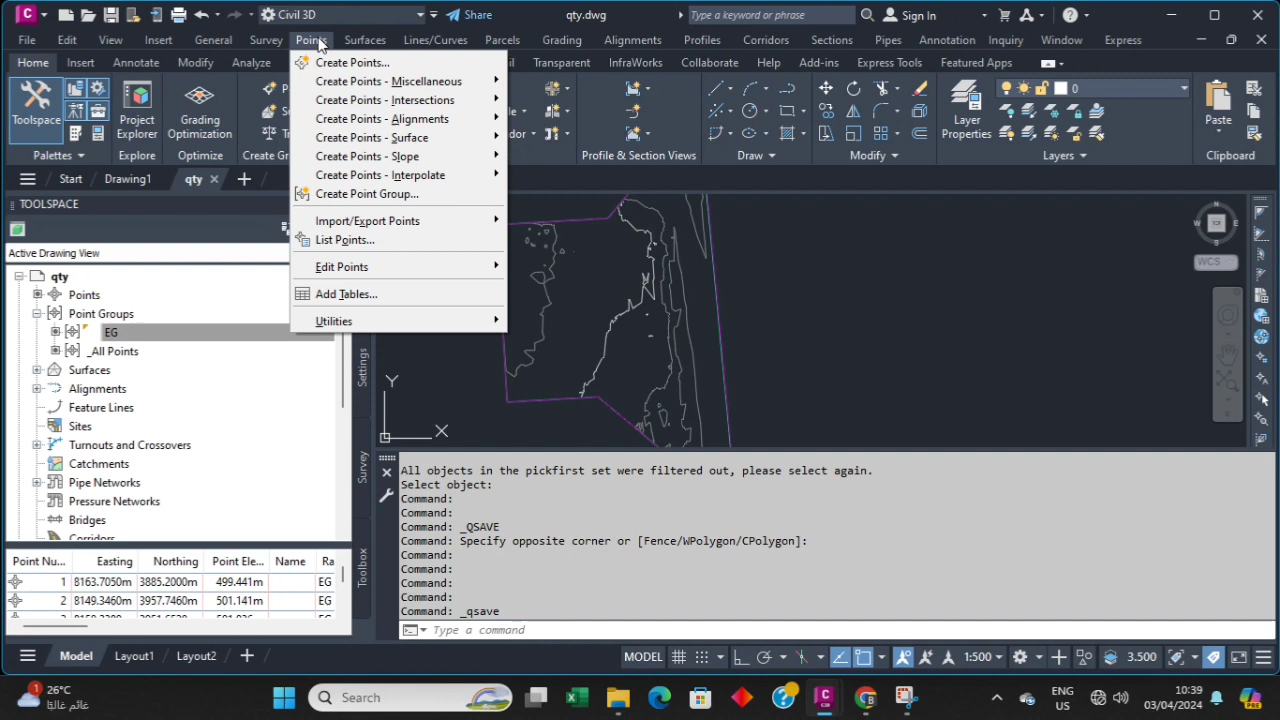 Civil 3D
Share
qty.dwg
Type a keyword or phrase
Sign In
File Edit View Insert General Survey Points Surfaces Lines/Curves Parcels Grading Alignments Profiles Corridors Sections Pipes Annotation Inquiry Window Express
Home Insert Annotate Modify Analyze Transparent InfraWorks Collaborate Help Add-ins Express Tools Featured Apps
Toolspace
Project
Explorer
Grading
Optimization
Layer
Properties
0
Paste
Palettes Explore Optimize Profile & Section Views Draw Modify Layers Clipboard
Create Points...
Create Points - Miscellaneous
Create Points - Intersections
Create Points - Alignments
Create Points - Surface
Create Points - Slope
Create Points - Interpolate
Create Point Group...
Import/Export Points
List Points...
Edit Points
Add Tables...
Utilities
Start Drawing1 qty
TOOLSPACE
Active Drawing View
qty
Points
Point Groups
EG
_All Points
Surfaces
Alignments
Feature Lines
Sites
Turnouts and Crossovers
Catchments
Pipe Networks
Pressure Networks
Bridges
Corridors
Settings
Survey
Toolbox
Point Nu... Easting Northing Point Ele... Name Ra
1 8163.7050m 3885.2000m 499.441m EG
2 8149.3460m 3957.7460m 501.141m EG
N
W
TOP
E
S
WCS
Y
X
All objects in the pickfirst set were filtered out, please select again.
Select object:
Command:
Command:
Command: _QSAVE
Command: Specify opposite corner or [Fence/WPolygon/CPolygon]:
Command:
Command:
Command:
Command:
Command: _qsave
Type a command
Model Layout1 Layout2
MODEL 1:500 3.500
26°C
غائم غالبًا
Search
ENG
US
10:39
03/04/2024